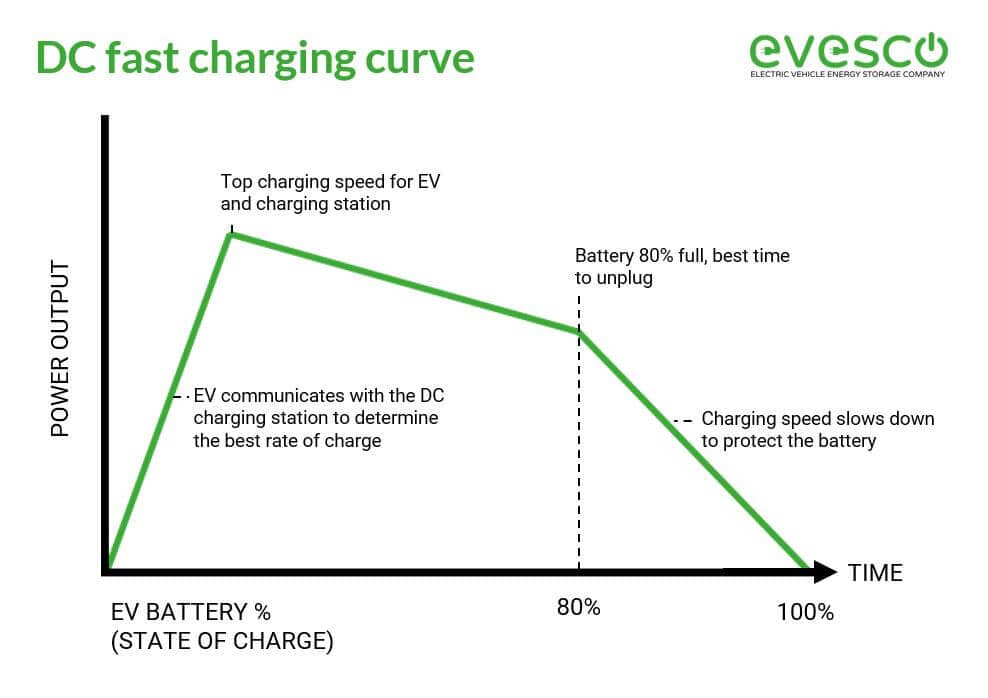 DC fast charging curve
evesco
ELECTRIC VEHICLE ENERGY STORAGE COMPANY
Top charging speed for EV
and charging station
Battery 80% full, best time
to unplug
POWER OUTPUT
EV communicates with the DC
charging station to determine
the best rate of charge
Charging speed slows down
to protect the battery
TIME
EV BATTERY %
(STATE OF CHARGE)
80%
100%